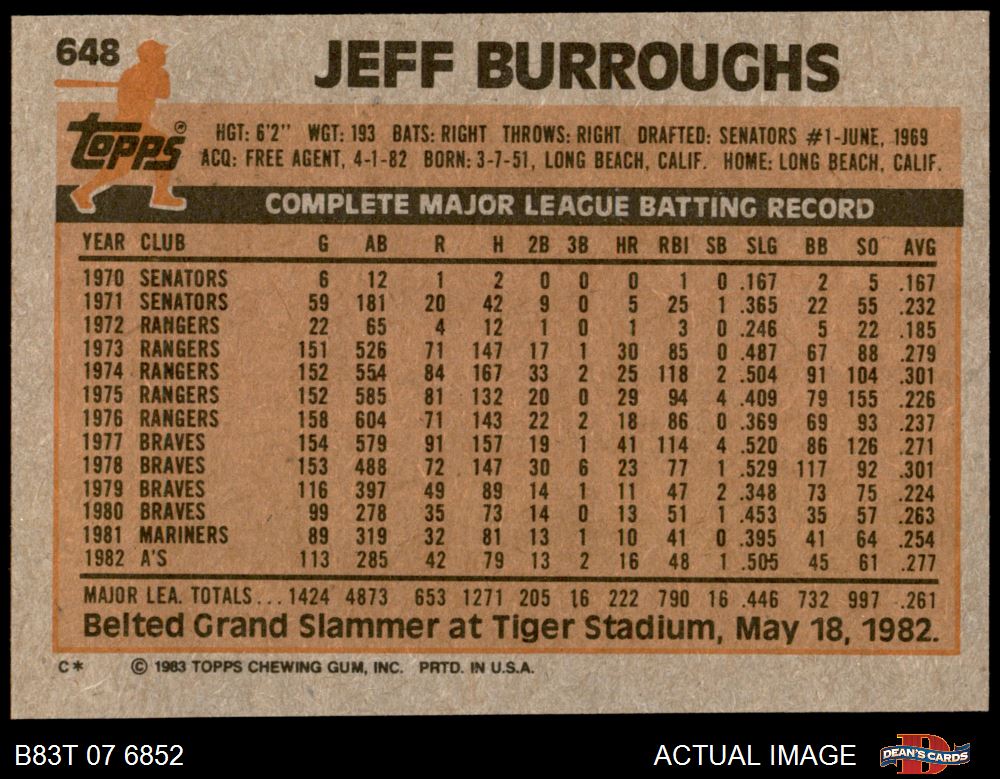 648 JEFF BURROUGHS
Topps®
HGT: 6'2" WGT: 193 BATS: RIGHT THROWS: RIGHT DRAFTED: SENATORS #1-JUNE, 1969
ACQ: FREE AGENT, 4-1-82 BORN: 3-7-51, LONG BEACH, CALIF. HOME: LONG BEACH, CALIF.
COMPLETE MAJOR LEAGUE BATTING RECORD
YEAR CLUB G AB R H 2B 3B HR RBI SB SLG BB SO AVG
1970 SENATORS 6 12 1 2 0 0 0 1 0 .167 2 5 .167
1971 SENATORS 59 181 20 42 9 0 5 25 1 .365 22 55 .232
1972 RANGERS 22 65 4 12 1 0 1 3 0 .246 5 22 .185
1973 RANGERS 151 526 71 147 17 1 30 85 0 .487 67 88 .279
1974 RANGERS 152 554 84 167 33 2 25 118 2 .504 91 104 .301
1975 RANGERS 152 585 81 132 20 0 29 94 4 .409 79 155 .226
1976 RANGERS 158 604 71 143 22 2 18 86 0 .369 69 93 .237
1977 BRAVES 154 579 91 157 19 1 41 114 4 .520 86 126 .271
1978 BRAVES 153 488 72 147 30 6 23 77 1 .529 117 92 .301
1979 BRAVES 116 397 49 89 14 1 11 47 2 .348 73 75 .224
1980 BRAVES 99 278 35 73 14 0 13 51 1 .453 35 57 .263
1981 MARINERS 89 319 32 81 13 1 10 41 0 .395 41 64 .254
1982 A'S 113 285 42 79 13 2 16 48 1 .505 45 61 .277
MAJOR LEA. TOTALS... 1424 4873 653 1271 205 16 222 790 16 .446 732 997 .261
Belted Grand Slammer at Tiger Stadium, May 18, 1982.
C* © 1983 TOPPS CHEWING GUM, INC. PRTD. IN U.S.A.
B83T 07 6852 ACTUAL IMAGE D DEAN'S CARDS